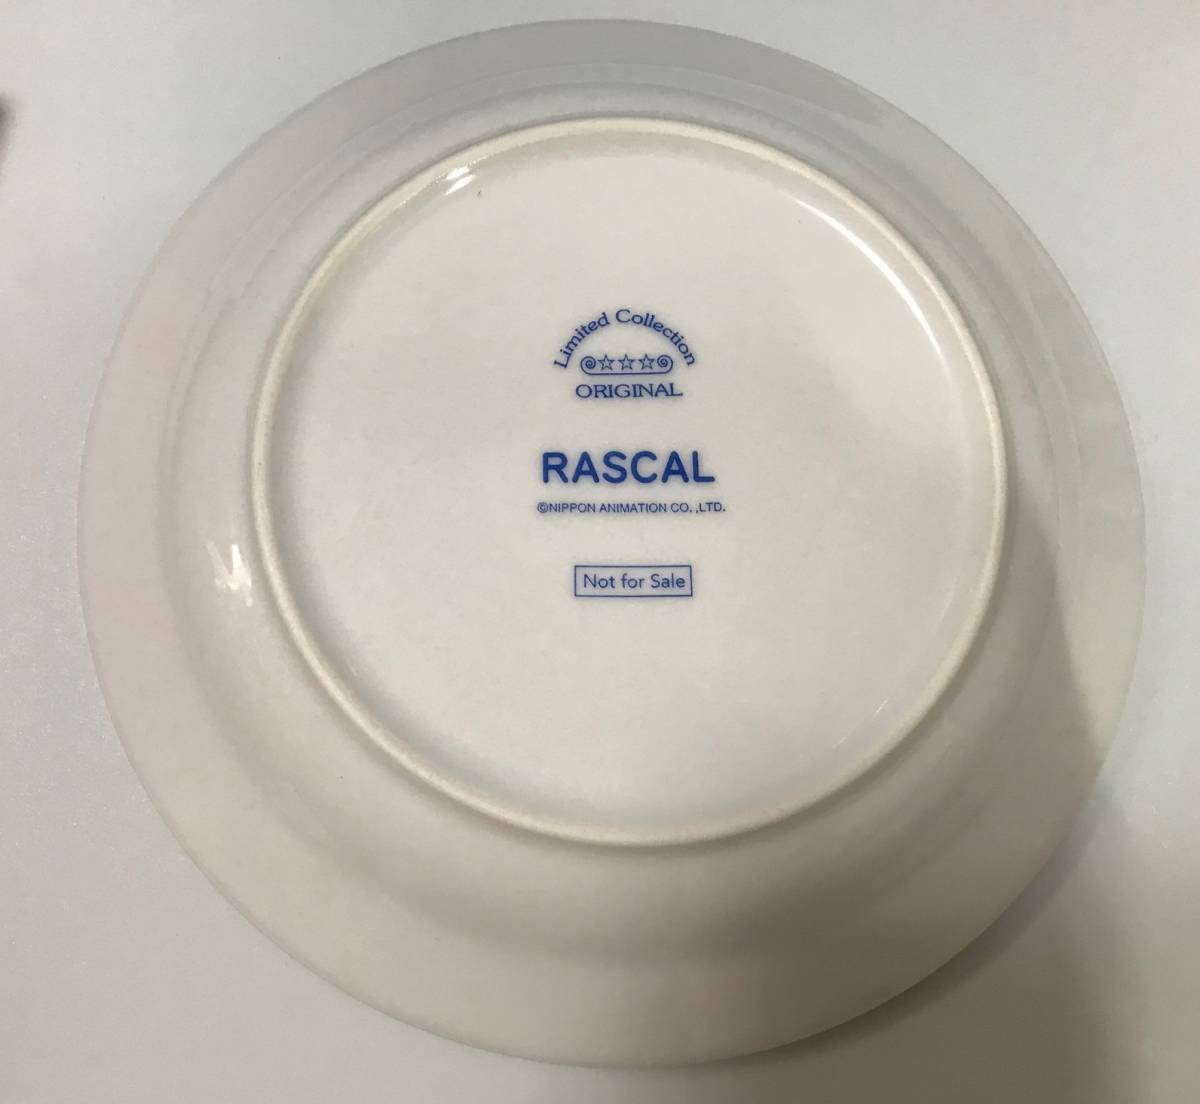 Limited Collection
☆☆☆
ORIGINAL
RASCAL
©NIPPON ANIMATION CO.,LTD.
Not for Sale